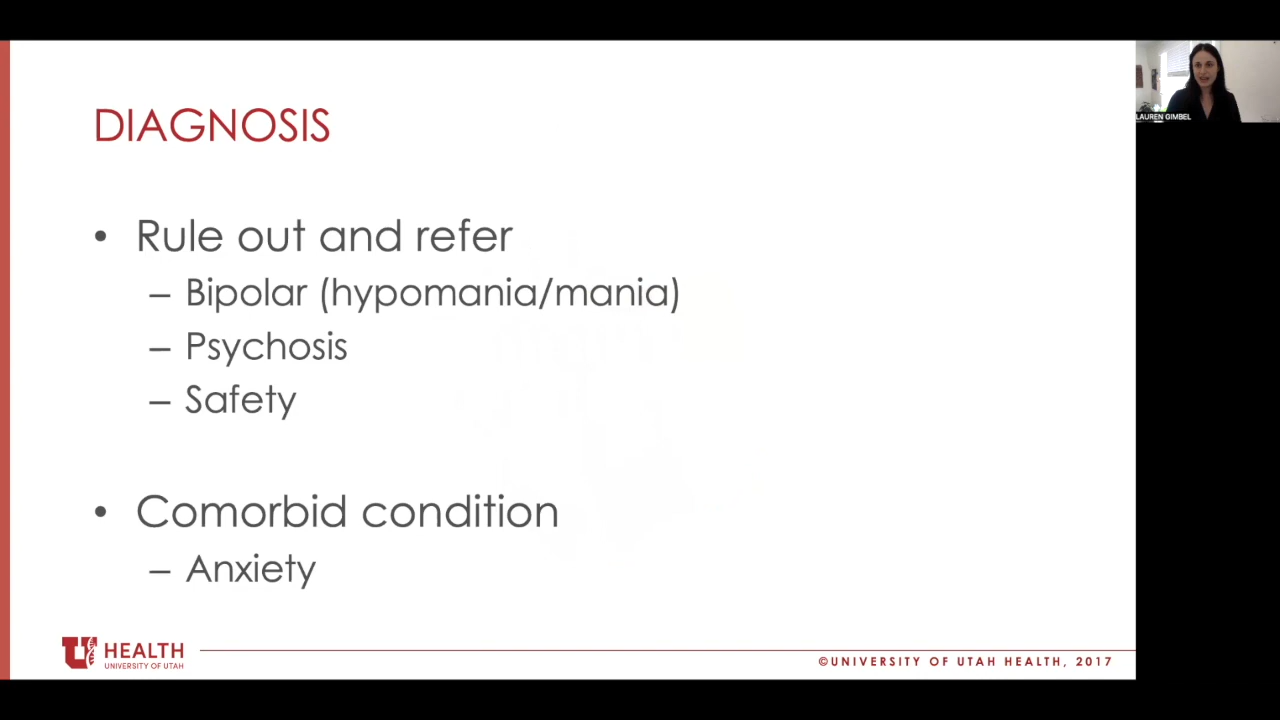 DIAGNOSIS
• Rule out and refer
– Bipolar (hypomania/mania)
– Psychosis
– Safety
• Comorbid condition
– Anxiety
U HEALTH
UNIVERSITY OF UTAH
©UNIVERSITY OF UTAH HEALTH, 2017
LAUREN GIMBEL